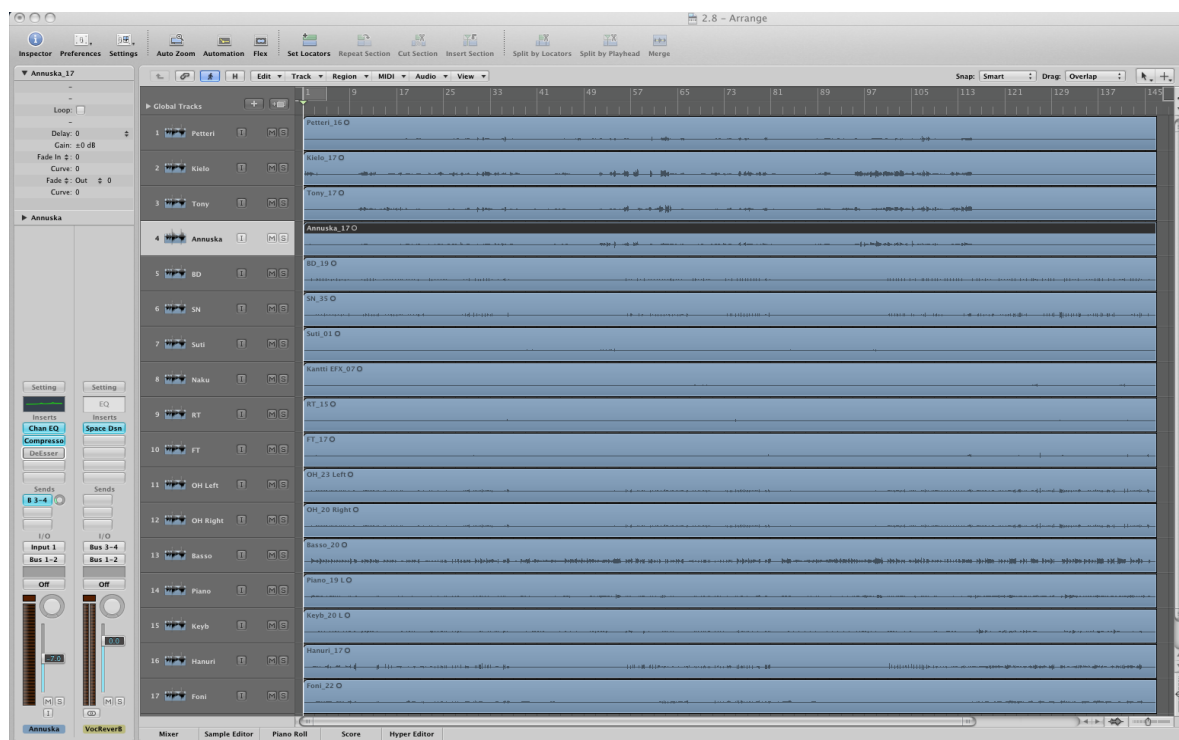 2.8 – Arrange
Inspector Preferences Settings Auto Zoom Automation Flex Set Locators Repeat Section Cut Section Insert Section Split by Locators Split by Playhead Merge
▼ Annuska_17
H Edit Track Region MIDI Audio View Snap: Smart Drag: Overlap
–
–
Loop:
–
Delay: 0
Gain: ±0 dB
Fade In: 0
Curve: 0
Fade: Out 0
Curve: 0
▶ Annuska
▶ Global Tracks
1 9 17 25 33 41 49 57 65 73 81 89 97 105 113 121 129 137 145
1 Petteri I M S Petteri_16
2 Kielo I M S Kielo_17
3 Tony I M S Tony_17
4 Annuska I M S Annuska_17
5 BD I M S BD_19
6 SN I M S SN_35
7 Suti I M S Suti_01
8 Naku I M S Kantti EFX_07
9 RT I M S RT_15
10 FT I M S FT_17
11 OH Left I M S OH_23 Left
12 OH Right I M S OH_20 Right
13 Basso I M S Basso_20
14 Piano I M S Piano_19 L
15 Keyb I M S Keyb_20 L
16 Hanuri I M S Hanuri_17
17 Foni I M S Foni_22
Setting Setting
EQ
Inserts Inserts
Chan EQ Space Dsn
Compresso
DeEsser
Sends Sends
B 3-4
I/O I/O
Input 1 Bus 3-4
Bus 1-2 Bus 1-2
Off Off
0.0
-7.0
M S M S
I
Annuska VocReverB
Mixer Sample Editor Piano Roll Score Hyper Editor